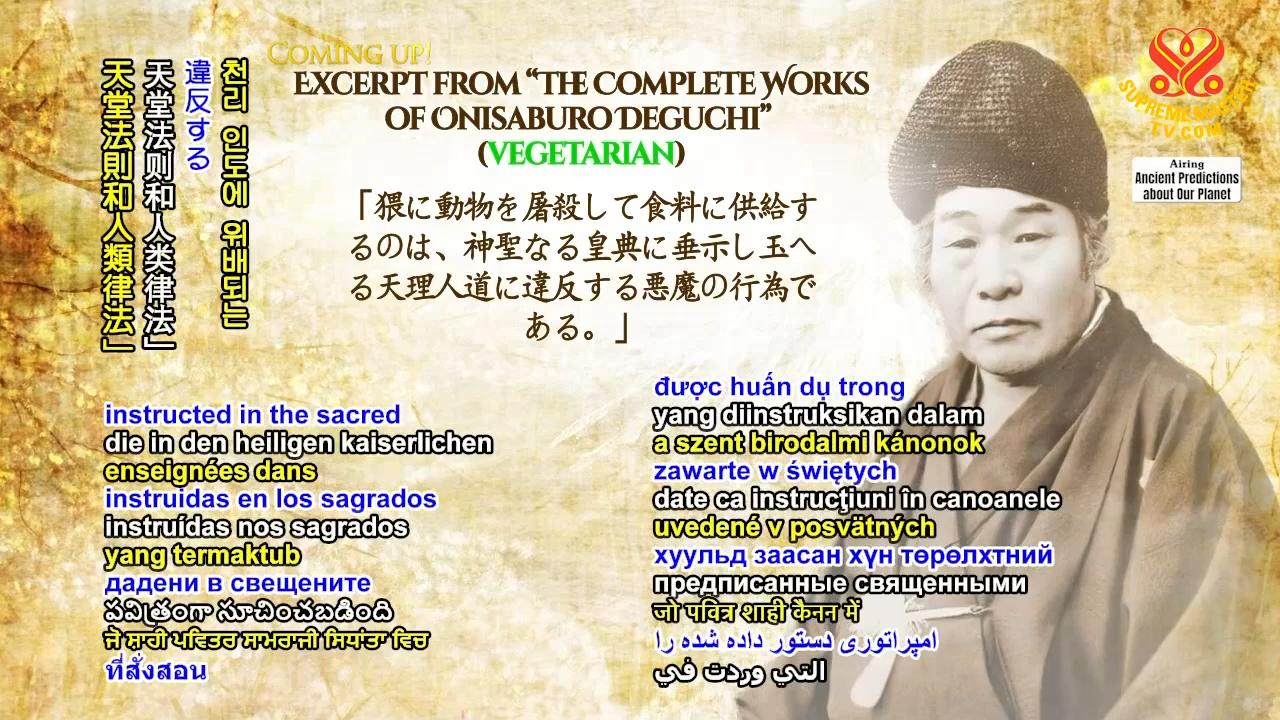 COMING UP!
EXCERPT FROM “THE COMPLETE WORKS
OF ONISABURO DEGUCHI”
(VEGETARIAN)
「猥に動物を屠殺して食料に供給す
るのは、神聖なる皇典に垂示し玉へ
る天理人道に違反する悪魔の行為で
ある。」
SUPREME MASTER
TV.COM
Airing
Ancient Predictions
about Our Planet
천리 인도에 위배되는
違反する
天堂法则和人类律法」
天堂法則和人類律法」
instructed in the sacred
die in den heiligen kaiserlichen
enseignées dans
instruidas en los sagrados
instruídas nos sagrados
yang termaktub
дадени в свещените
పవిత్రంగా సూచించబడింది
ਜੋ ਸ਼ਾਹੀ ਪਵਿਤਰ ਸਾਮਰਾਜੀ ਸਿਧਾਂਤਾ ਵਿਚ
ที่สั่งสอน
được huấn dụ trong
yang diinstruksikan dalam
a szent birodalmi kánonok
zawarte w świętych
date ca instrucţiuni în canoanele
uvedené v posvätných
хуульд заасан хүн төрөлхтний
предписанные священными
जो पवित्र शाही कैनन में
امپراتوری دستور داده شده را
التي وردت في